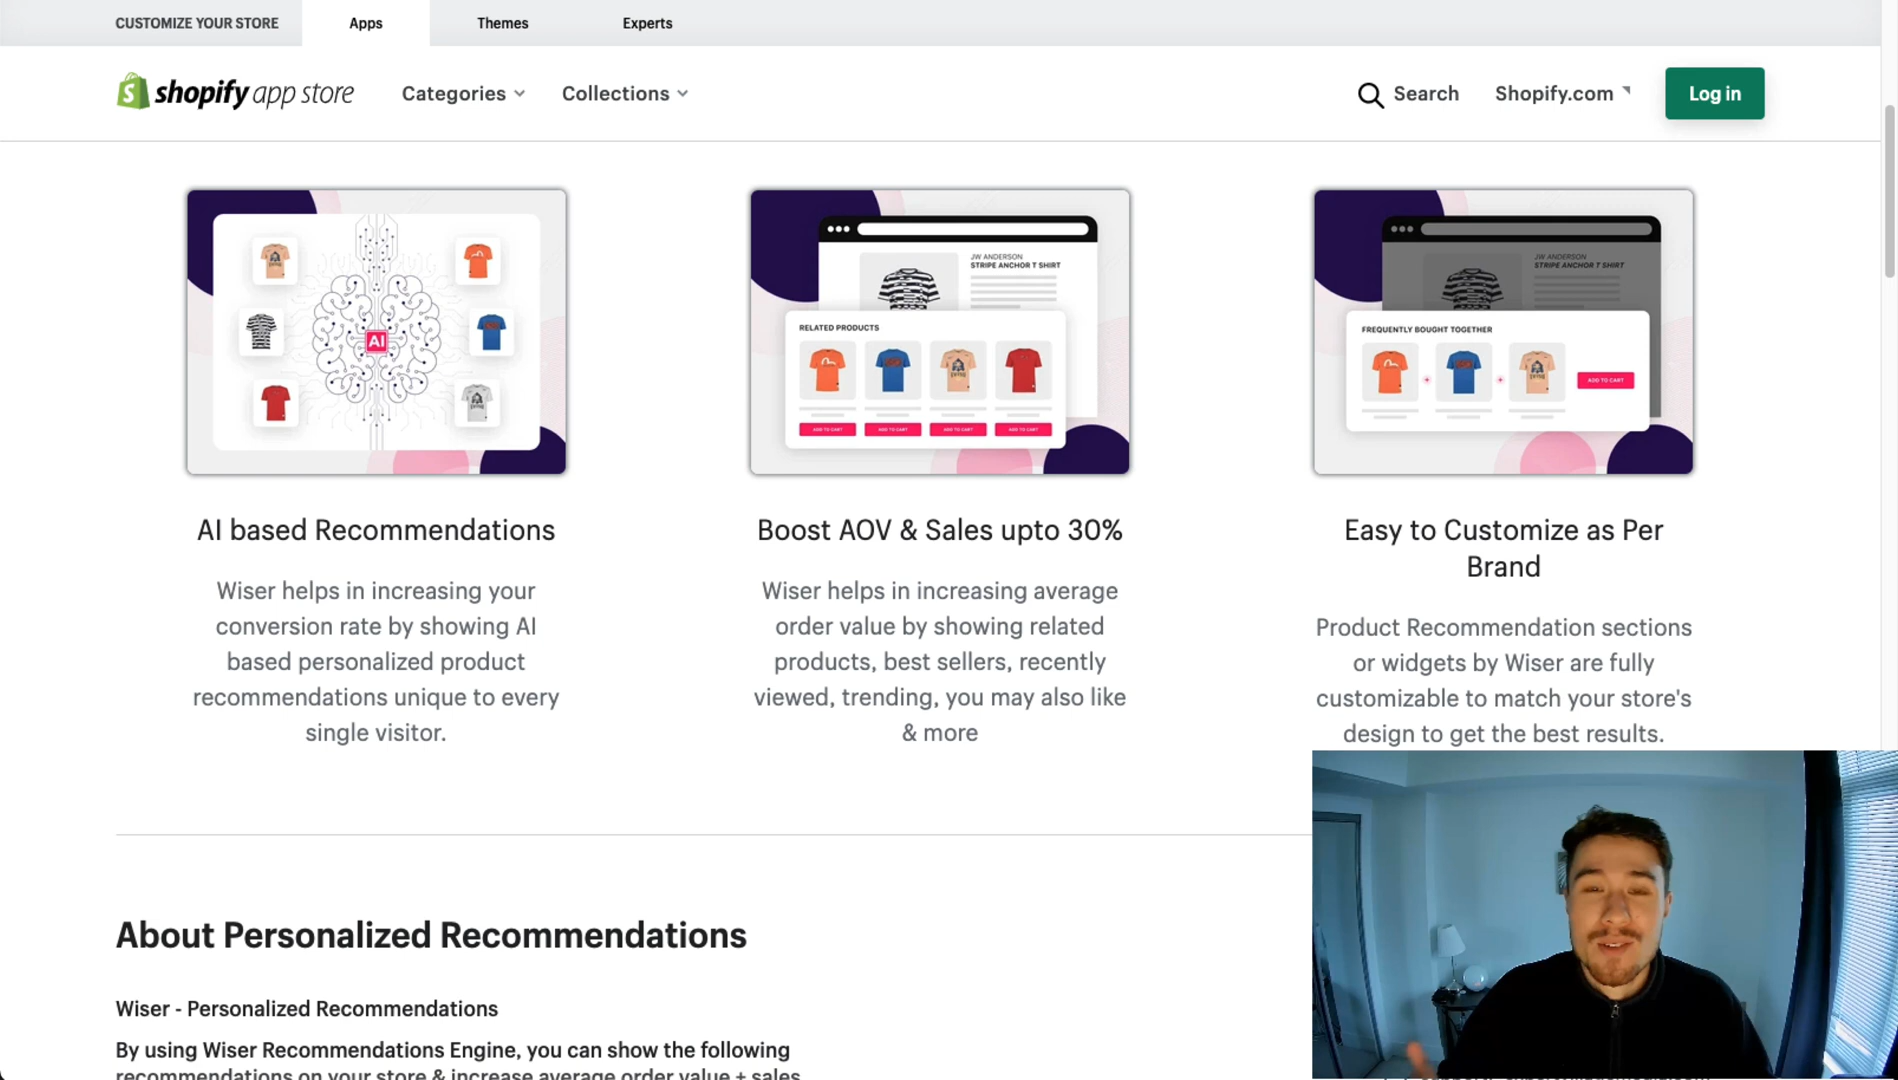 CUSTOMIZE YOUR STORE
Apps
Themes
Experts
shopify app store
Categories
Collections
Search
Shopify.com
Log in
AI
JW ANDERSON
STRIPE ANCHOR T SHIRT
RELATED PRODUCTS
ADD TO CART
ADD TO CART
ADD TO CART
ADD TO CART
JW ANDERSON
STRIPE ANCHOR T SHIRT
FREQUENTLY BOUGHT TOGETHER
ADD TO CART
AI based Recommendations
Wiser helps in increasing your
conversion rate by showing AI
based personalized product
recommendations unique to every
single visitor.
Boost AOV & Sales upto 30%
Wiser helps in increasing average
order value by showing related
products, best sellers, recently
viewed, trending, you may also like
& more
Easy to Customize as Per
Brand
Product Recommendation sections
or widgets by Wiser are fully
customizable to match your store's
design to get the best results.
About Personalized Recommendations
Wiser - Personalized Recommendations
By using Wiser Recommendations Engine, you can show the following
recommendations on your store & increase average order value + sales